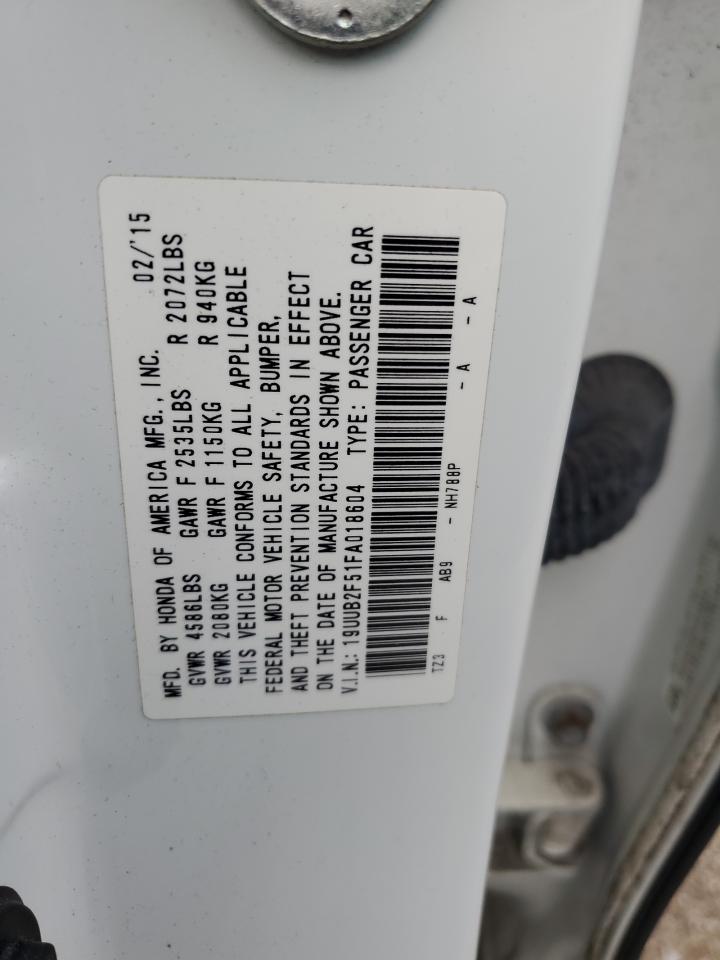 MFD. BY HONDA OF AMERICA MFG., INC. 02/'15
GVWR 4586LBS GAWR F 2535LBS R 2072LBS
GVWR 2080KG GAWR F 1150KG R 940KG
THIS VEHICLE CONFORMS TO ALL APPLICABLE
FEDERAL MOTOR VEHICLE SAFETY, BUMPER,
AND THEFT PREVENTION STANDARDS IN EFFECT
ON THE DATE OF MANUFACTURE SHOWN ABOVE.
V.I.N.: 19UUB2F51FA018604 TYPE: PASSENGER CAR
TZ3 F AB9 - NH788P - A - A